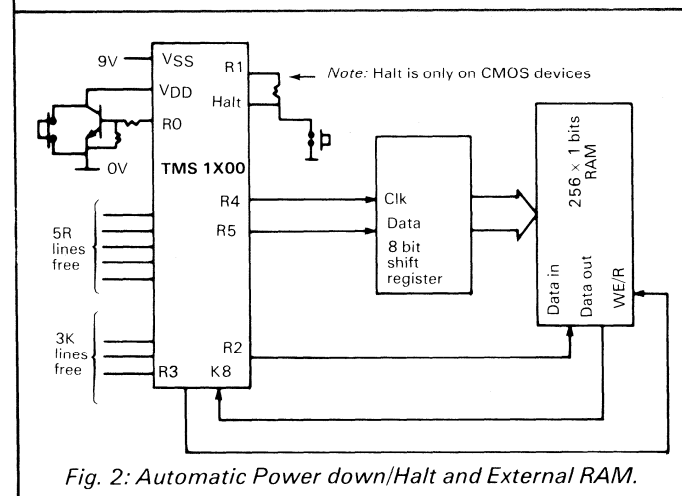 9V
VSS
R1
Note: Halt is only on CMOS devices
VDD
Halt
RO
0V
TMS 1X00
256 x 1 bits
RAM
R4
Clk
5R
lines
free
R5
Data
8 bit
shift
register
Data in
Data out
WE/R
3K
lines
free
R2
R3
K8
Fig. 2: Automatic Power down/Halt and External RAM.